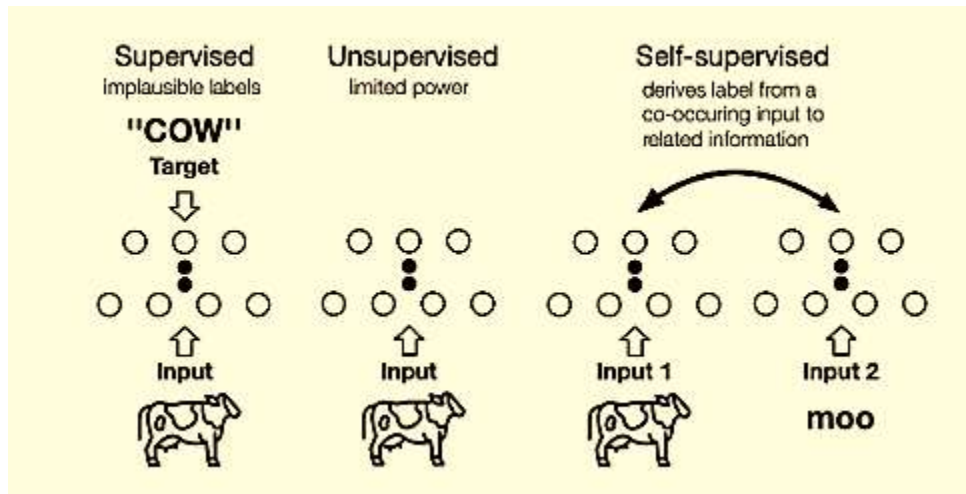 Supervised
implausible labels
"COW"
Target
Input
Unsupervised
limited power
Input
Self-supervised
derives label from a
co-occuring input to
related information
Input 1
Input 2
moo